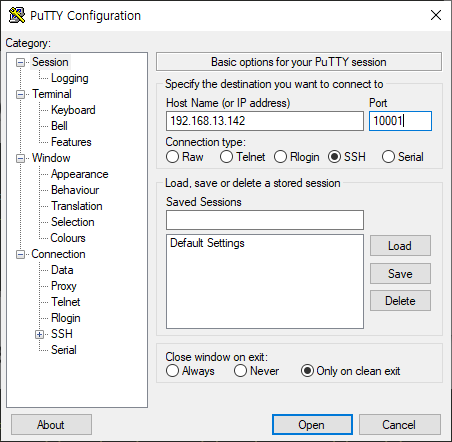 PuTTY Configuration
Category:
Session
Logging
Terminal
Keyboard
Bell
Features
Window
Appearance
Behaviour
Translation
Selection
Colours
Connection
Data
Proxy
Telnet
Rlogin
SSH
Serial
Basic options for your PuTTY session
Specify the destination you want to connect to
Host Name (or IP address) Port
192.168.13.142 10001
Connection type:
Raw Telnet Rlogin SSH Serial
Load, save or delete a stored session
Saved Sessions
Default Settings
Load
Save
Delete
Close window on exit:
Always Never Only on clean exit
About Open Cancel